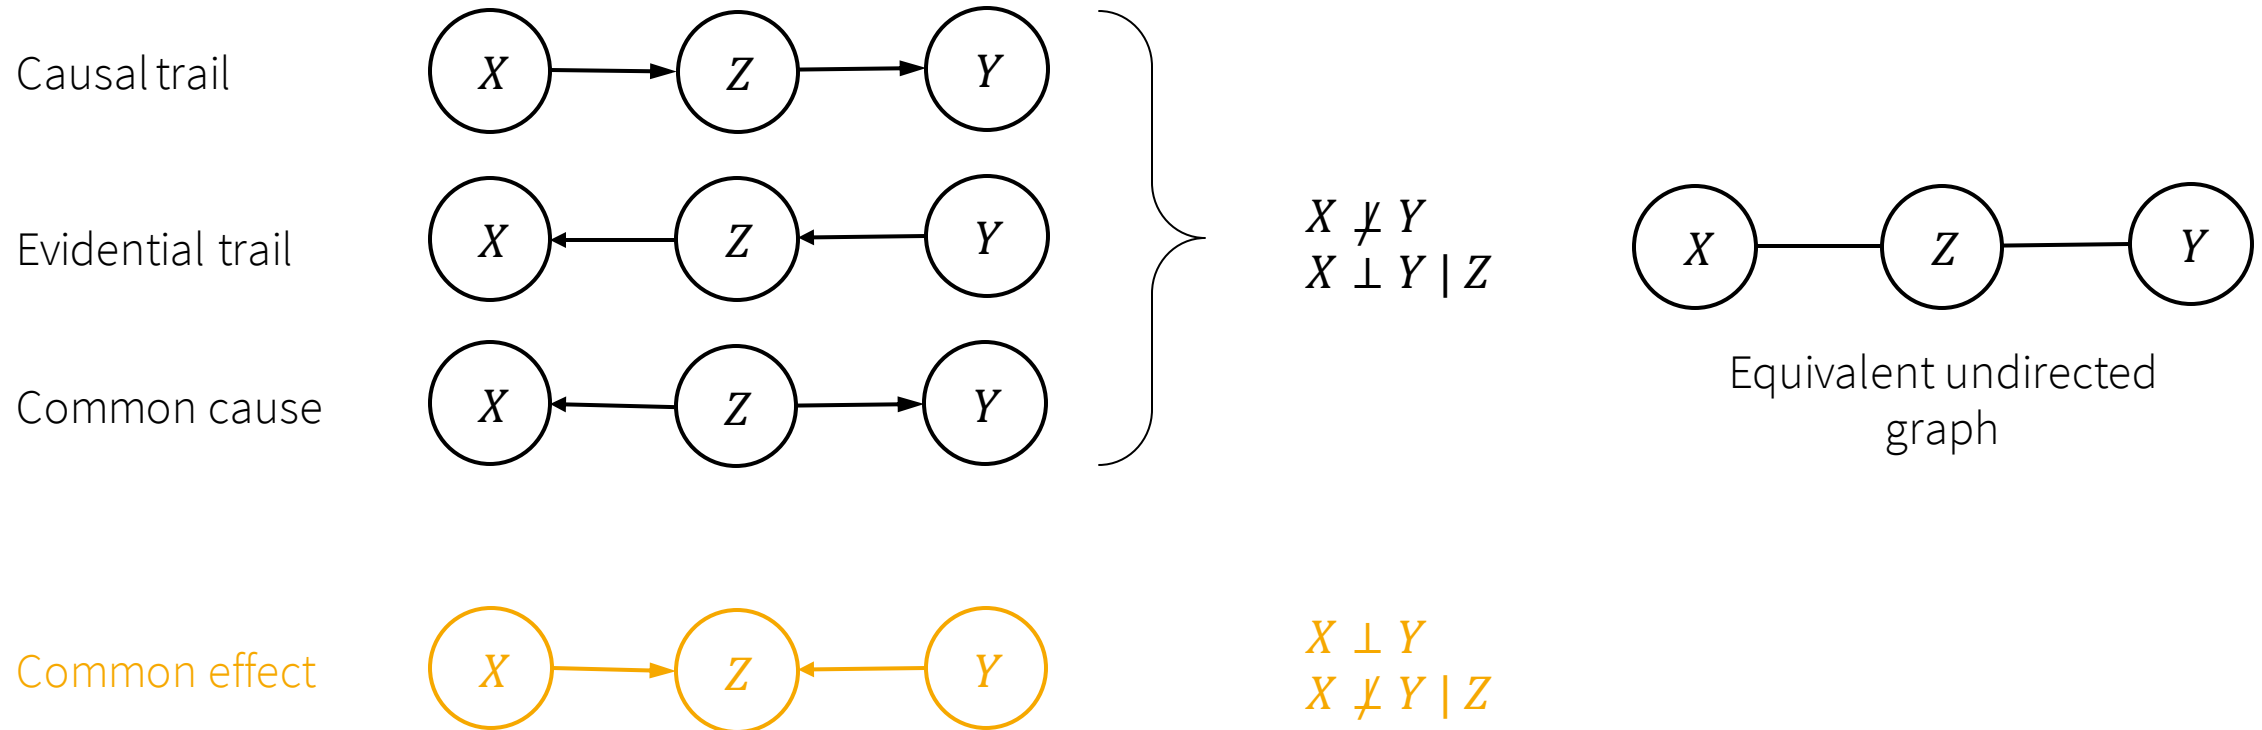 Causal trail
X Z Y
Evidential trail
X Z Y
Common cause
X Z Y
X ⊥̸ Y
X ⊥ Y | Z
X Z Y
Equivalent undirected
graph
Common effect
X Z Y
X ⊥ Y
X ⊥̸ Y | Z